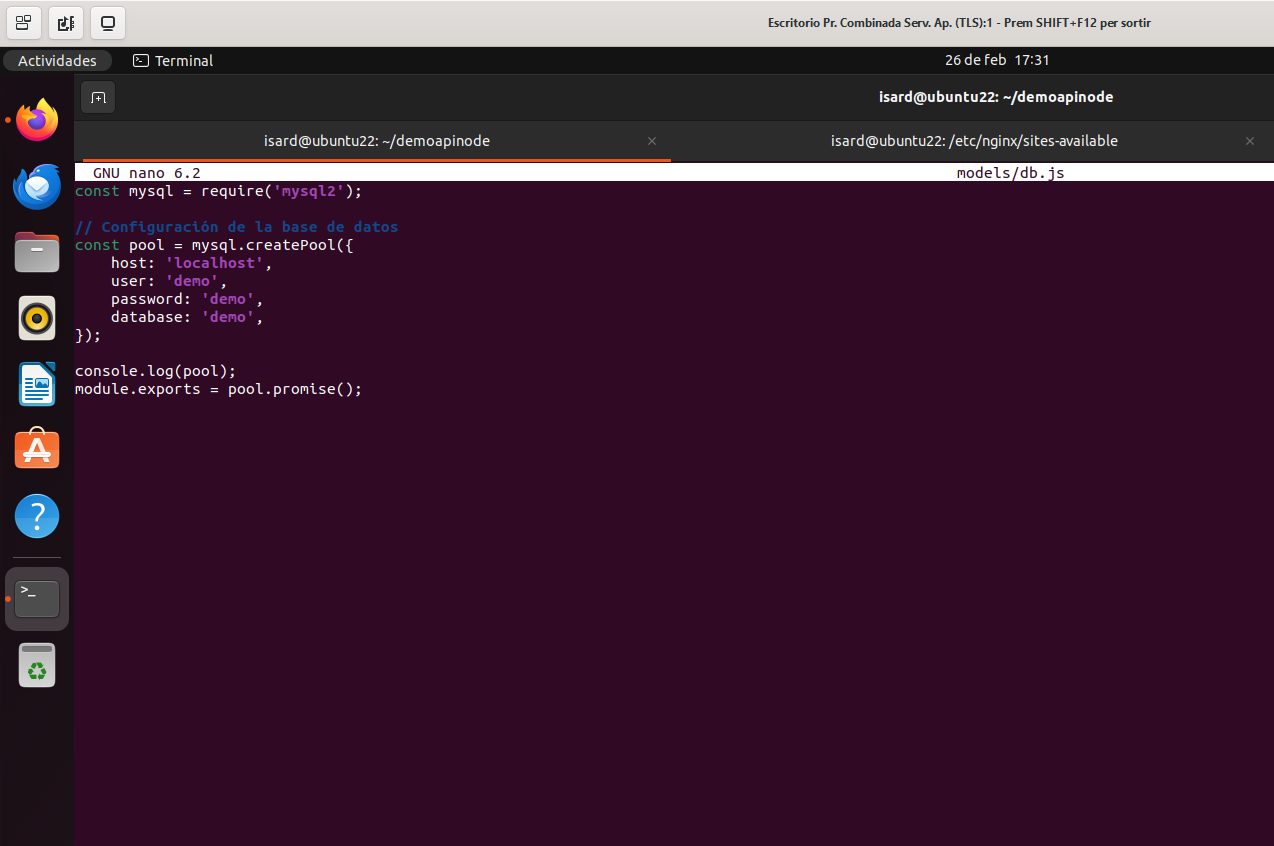 Escritorio Pr. Combinada Serv. Ap. (TLS):1 - Prem SHIFT+F12 per sortir
Actividades
Terminal
26 de feb 17:31
isard@ubuntu22: ~/demoapinode
isard@ubuntu22: ~/demoapinode
isard@ubuntu22: /etc/nginx/sites-available
GNU nano 6.2
models/db.js
const mysql = require('mysql2');
// Configuración de la base de datos
const pool = mysql.createPool({
    host: 'localhost',
    user: 'demo',
    password: 'demo',
    database: 'demo',
});
console.log(pool);
module.exports = pool.promise();